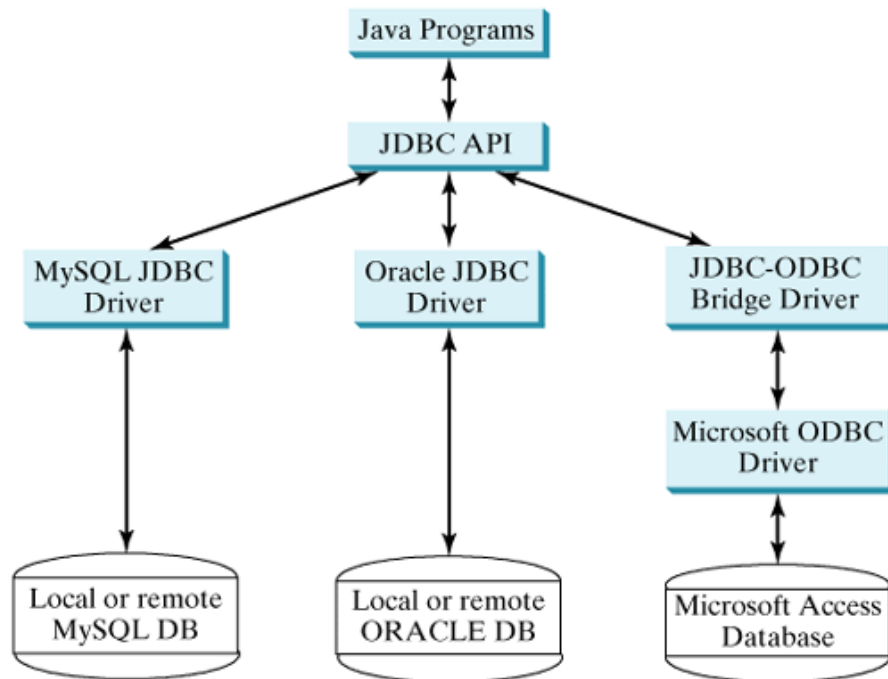 Java Programs
JDBC API
MySQL JDBC
Driver
Oracle JDBC
Driver
JDBC-ODBC
Bridge Driver
Microsoft ODBC
Driver
Local or remote
MySQL DB
Local or remote
ORACLE DB
Microsoft Access
Database